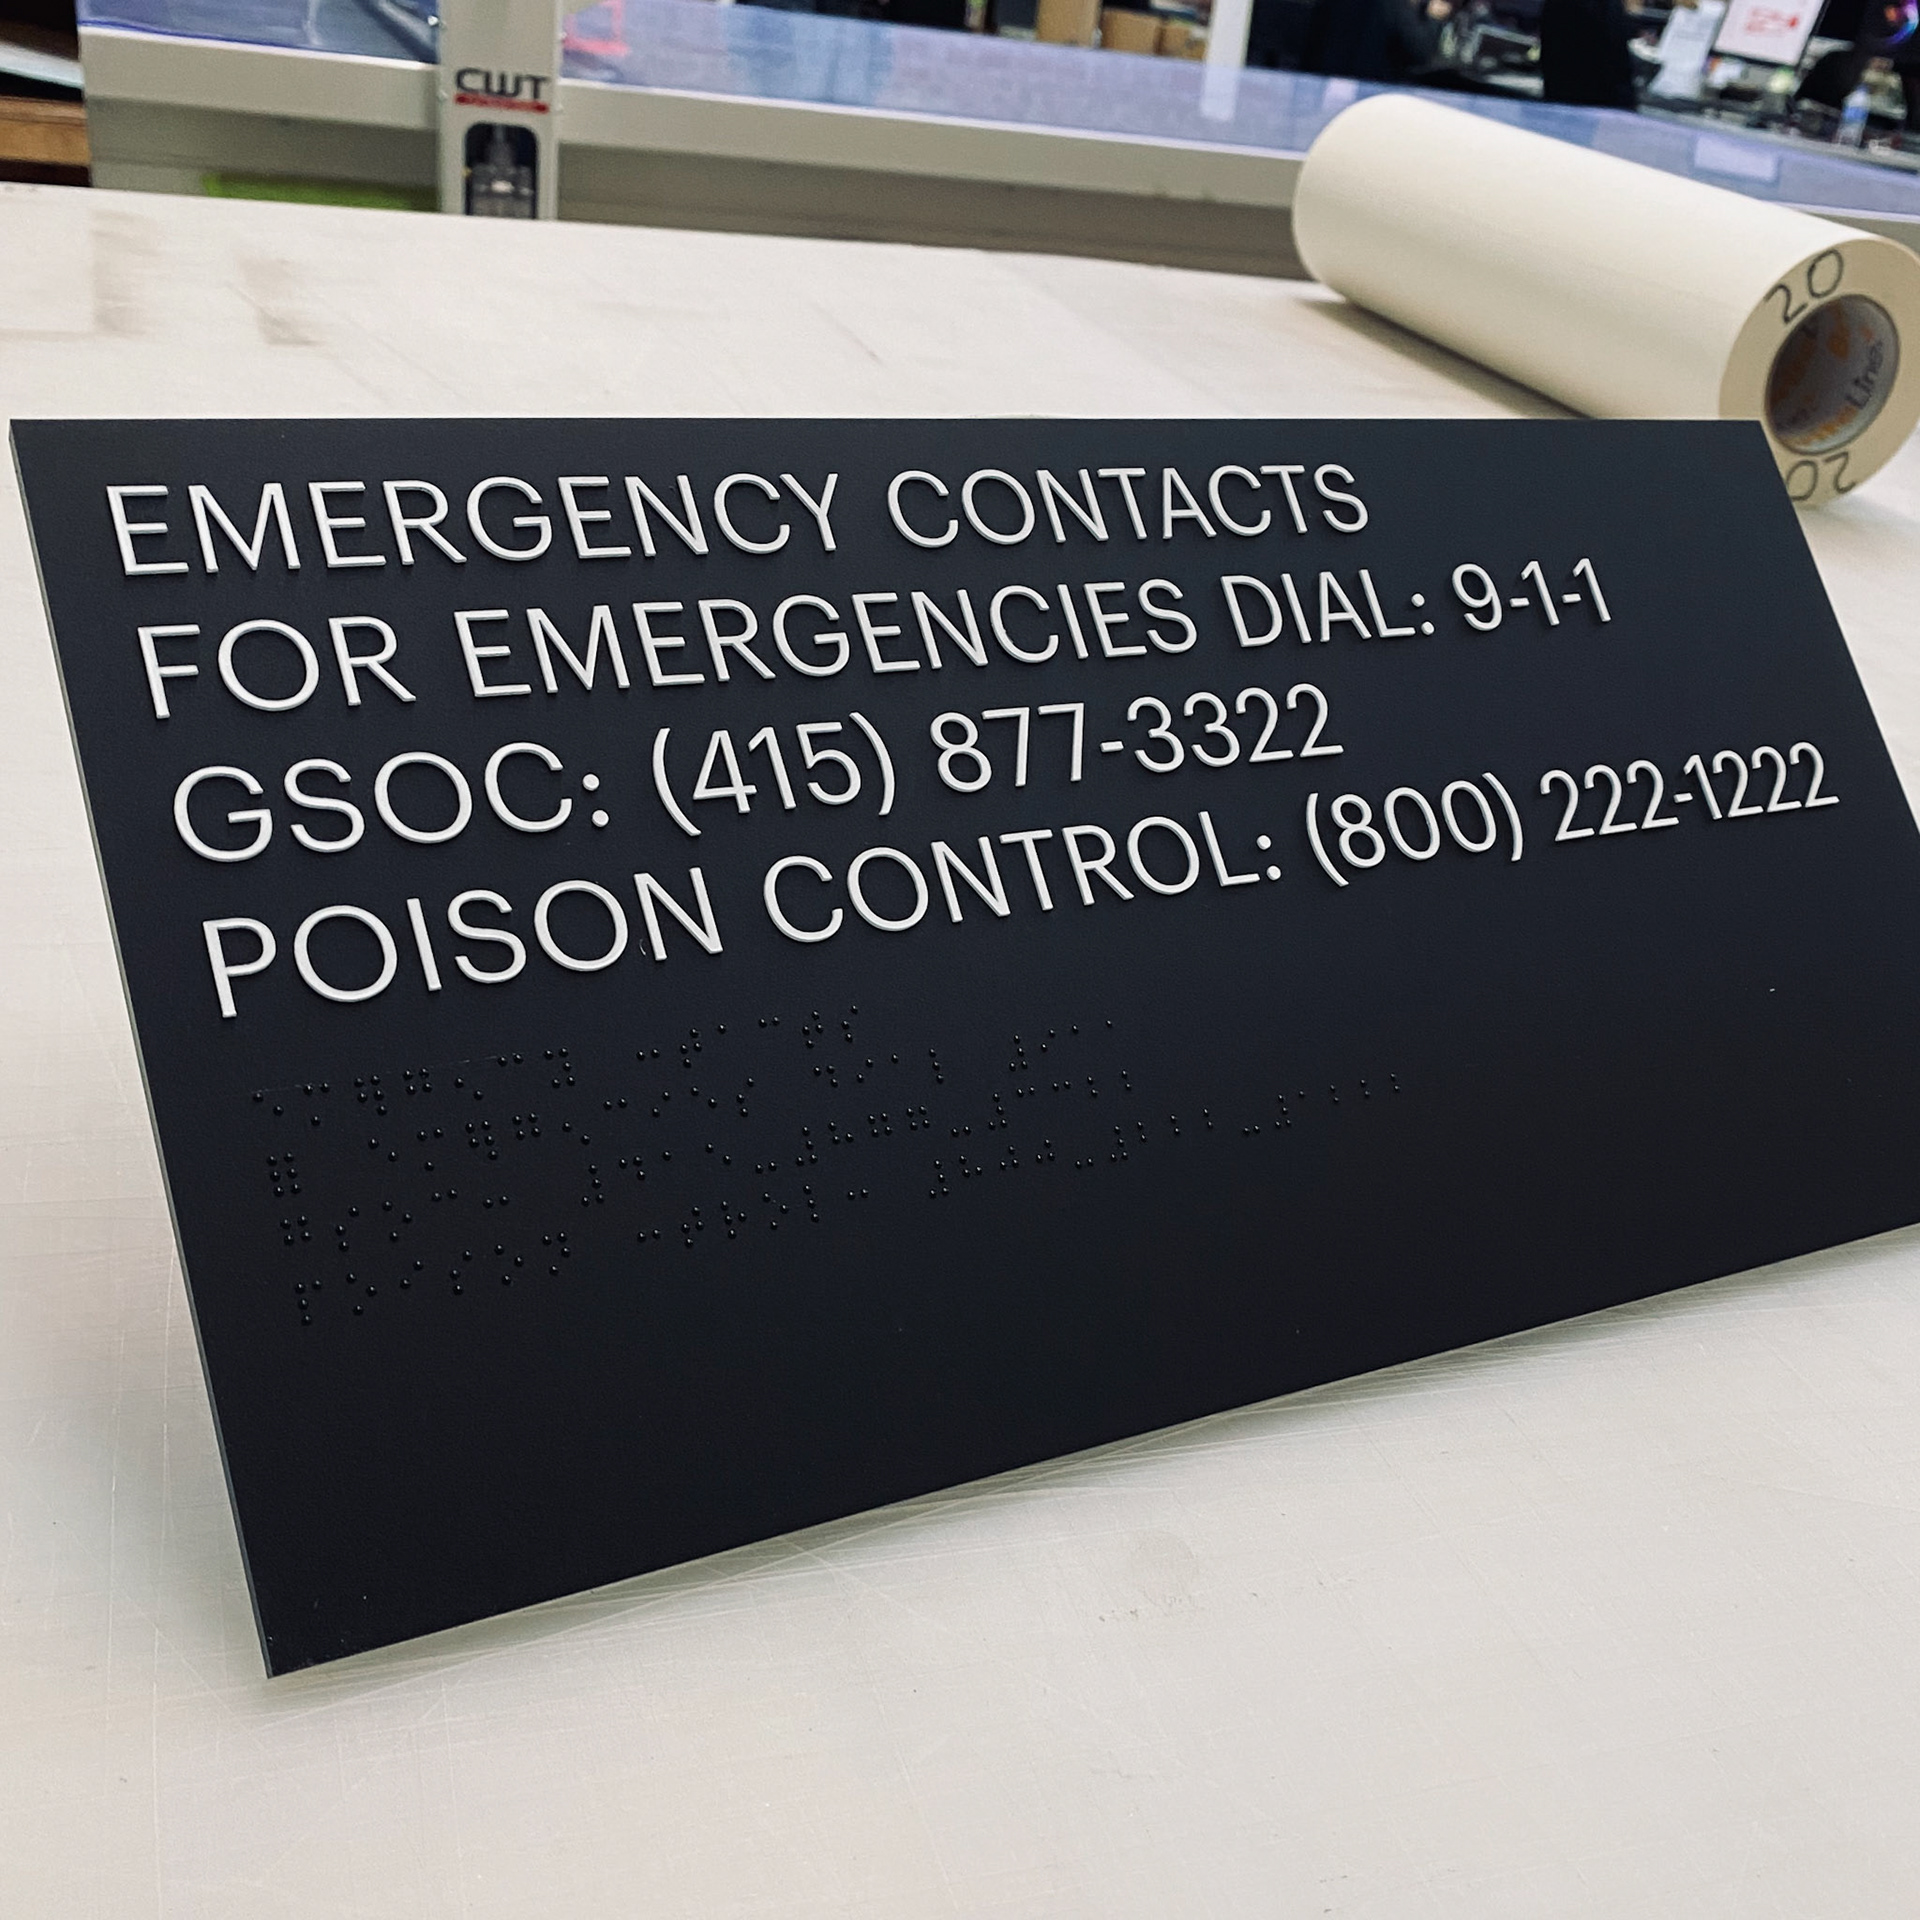 CWT
20
Liner
20
EMERGENCY CONTACTS
FOR EMERGENCIES DIAL: 9-1-1
GSOC: (415) 877-3322
POISON CONTROL: (800) 222-1222